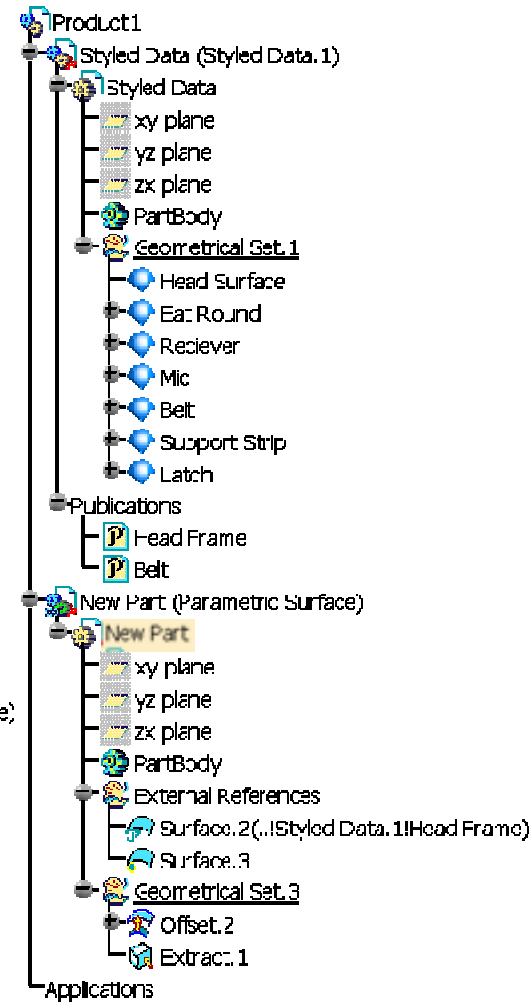 Product1
Styled Data (Styled Data.1)
Styled Data
xy plane
yz plane
zx plane
PartBody
Geometrical Set.1
Head Surface
Eat Round
Reciever
Mic
Belt
Support Strip
Latch
Publications
Head Frame
Belt
New Part (Parametric Surface)
New Part
xy plane
yz plane
e)
zx plane
PartBody
External References
Surface.2(..!Styled Data.1!Head Frame)
Surface.3
Geometrical Set.3
Offset.2
Extract.1
Applications